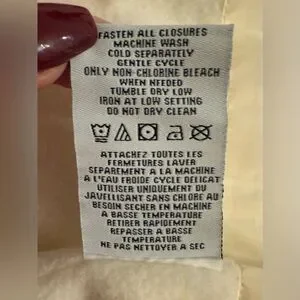 FASTEN ALL CLOSURES
MACHINE WASH
COLD SEPARATELY
GENTLE CYCLE
ONLY NON-CHLORINE BLEACH
WHEN NEEDED
TUMBLE DRY LOW
IRON AT LOW SETTING
DO NOT DRY CLEAN
ATTACHEZ TOUTES LES
FERMETURES LAVER
SEPAREMENT A LA MACHINE
A L'EAU FROIDE CYCLE DELICAT
UTILISER UNIQUEMENT DU
JAVELLISANT SANS CHLORE AU
BESOIN SECHER EN MACHINE
A BASSE TEMPERATURE
RETIRER RAPIDEMENT
REPASSER A BASSE
TEMPERATURE
NE PAS NETTOYER A SEC